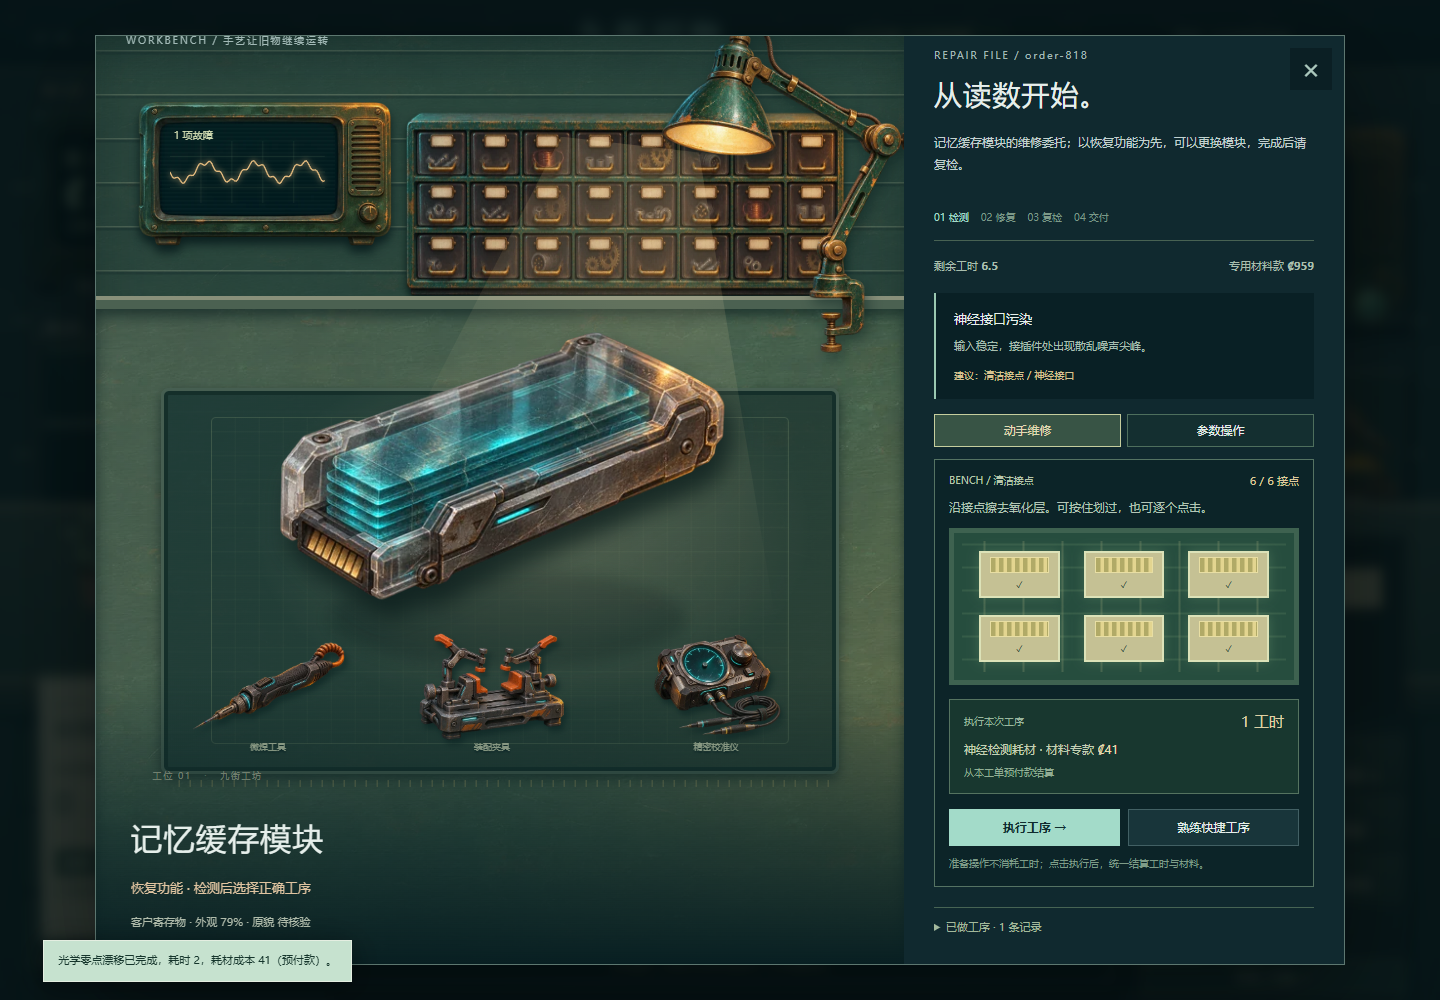 WORKBENCH / 手艺让旧物继续运转
1 项故障
微焊工具
装配夹具
精密校准仪
工位 01 · 九街工坊
记忆缓存模块
恢复功能 · 检测后选择正确工序
客户寄存物 · 外观 79% · 原貌 待核验
光学零点漂移已完成，耗时 2，耗材成本 41（预付款）。
REPAIR FILE / order-818
×
从读数开始。
记忆缓存模块的维修委托；以恢复功能为先，可以更换模块，完成后请
复检。
01 检测 02 修复 03 复检 04 交付
剩余工时 6.5
专用材料款 ₡959
神经接口污染
输入稳定，接插件处出现散乱噪声尖峰。
建议：清洁接点 / 神经接口
动手维修
参数操作
BENCH / 清洁接点
6 / 6 接点
沿接点擦去氧化层。可按住划过，也可逐个点击。
✓ ✓ ✓
✓ ✓ ✓
执行本次工序
1 工时
神经检测耗材 · 材料专款 ₡41
从本工单预付款结算
执行工序 →
熟练快捷工序
准备操作不消耗工时；点击执行后，统一结算工时与材料。
▶ 已做工序 · 1 条记录